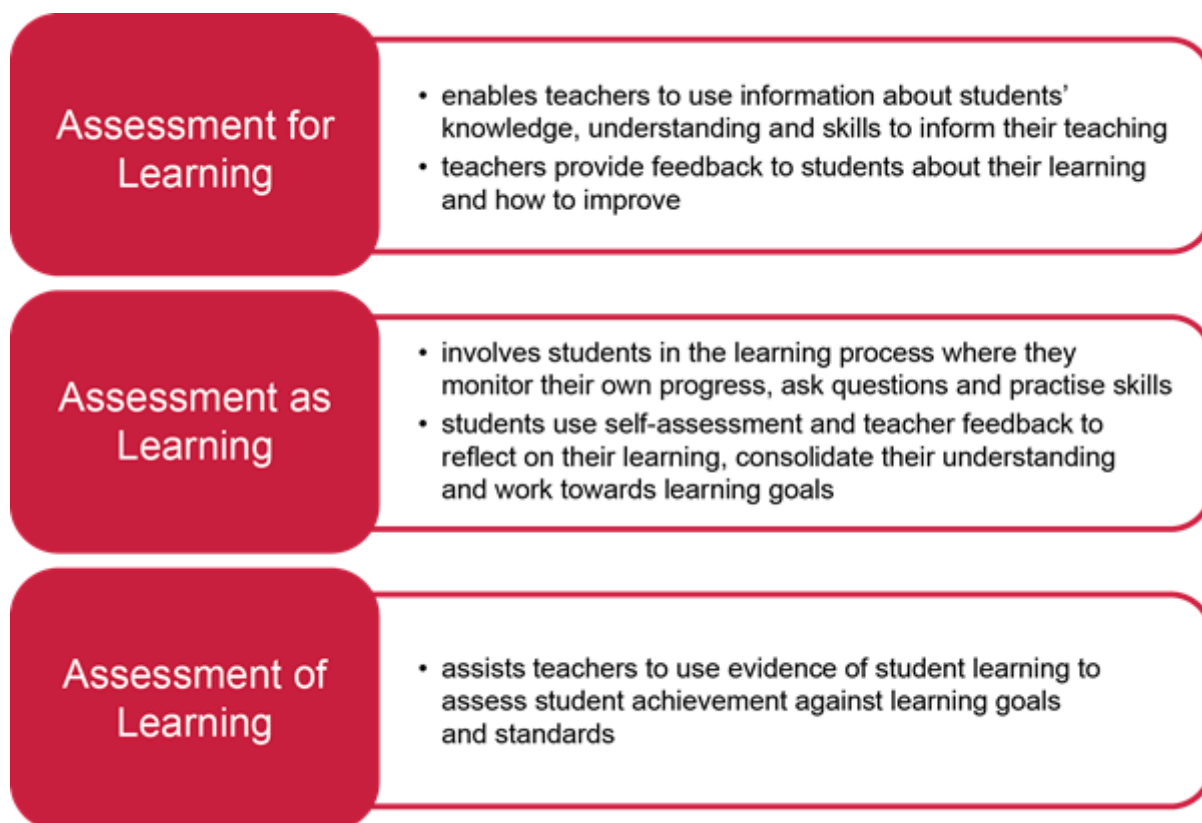 Assessment for
Learning
• enables teachers to use information about students’
knowledge, understanding and skills to inform their teaching
• teachers provide feedback to students about their learning
and how to improve
Assessment as
Learning
• involves students in the learning process where they
monitor their own progress, ask questions and practise skills
• students use self-assessment and teacher feedback to
reflect on their learning, consolidate their understanding
and work towards learning goals
Assessment of
Learning
• assists teachers to use evidence of student learning to
assess student achievement against learning goals
and standards